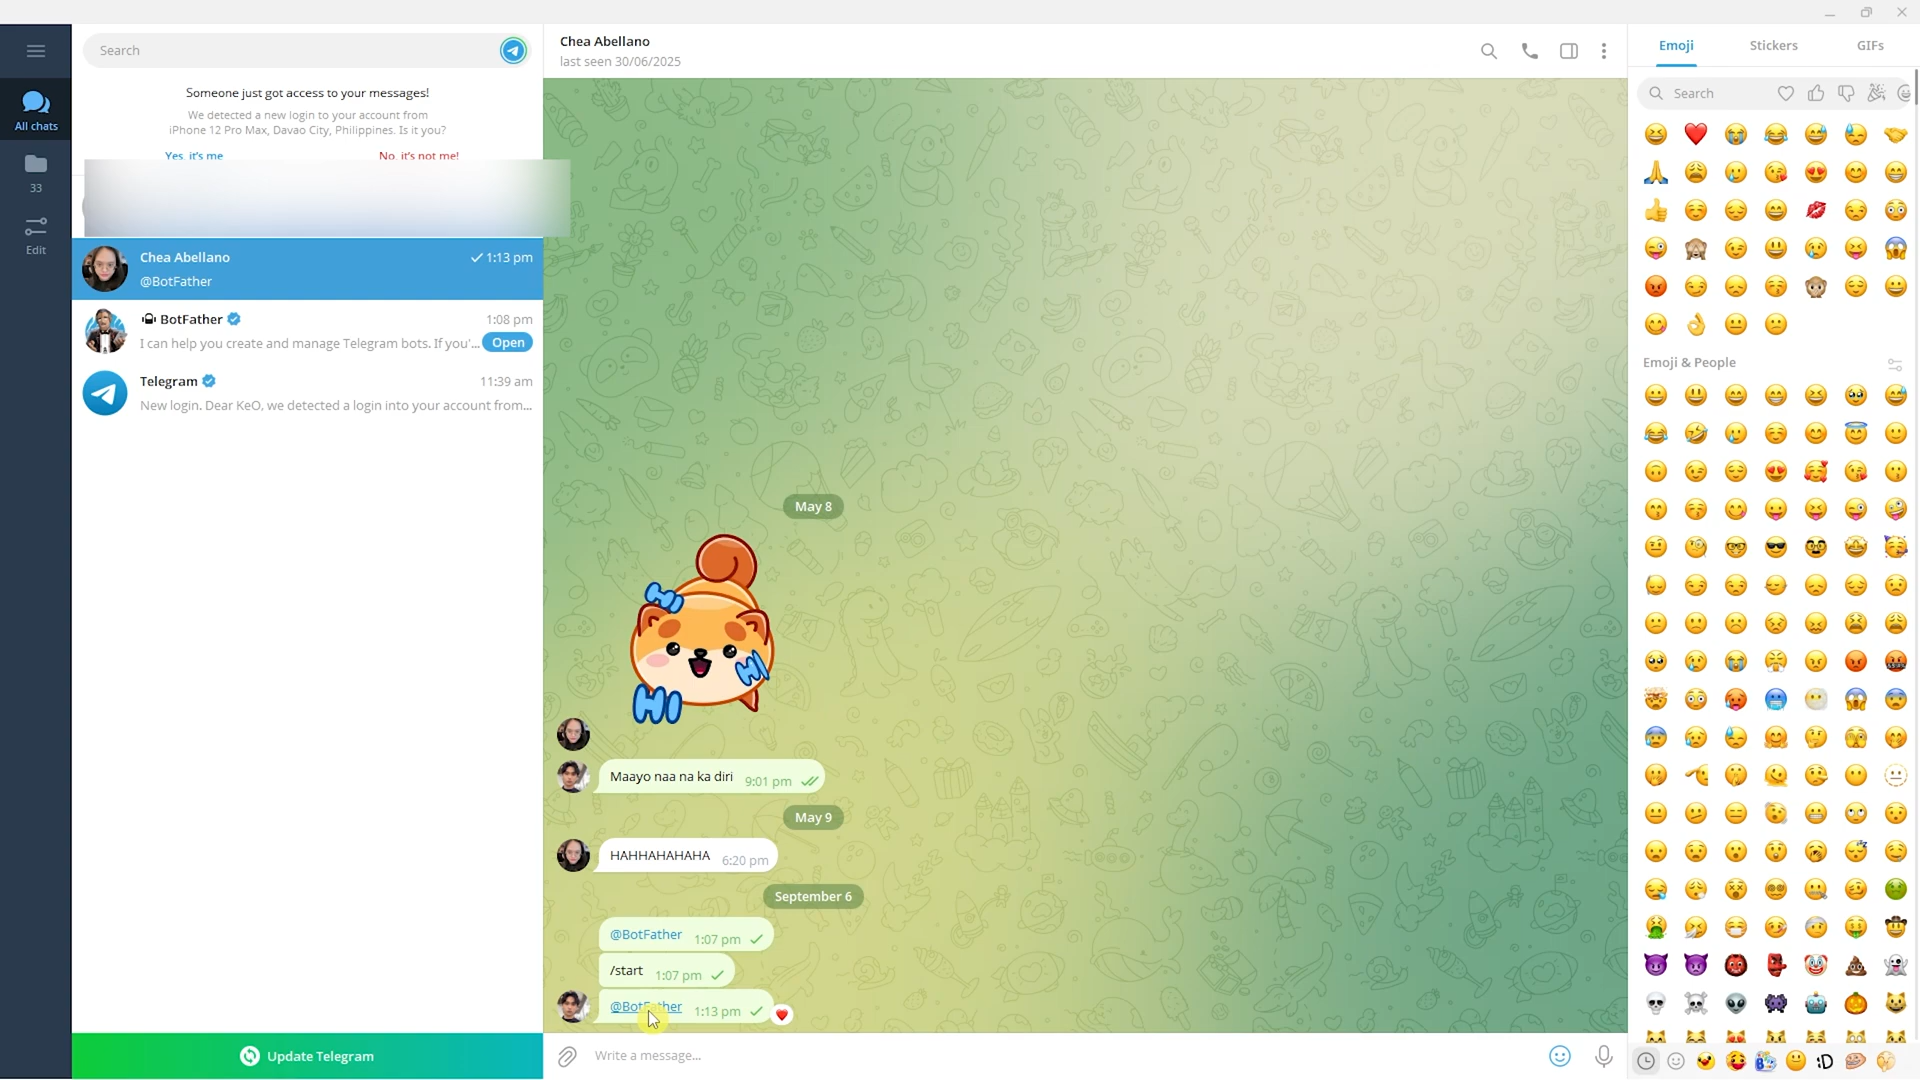 Search
Someone just got access to your messages!
We detected a new login to your account from
iPhone 12 Pro Max, Davao City, Philippines. Is it you?
Yes, it's me
No, it's not me!
All chats
33
Edit
Chea Abellano
1:13 pm
@BotFather
BotFather
1:08 pm
I can help you create and manage Telegram bots. If you'...
Open
Telegram
11:39 am
New login. Dear KeO, we detected a login into your account from...
Update Telegram
Chea Abellano
last seen 30/06/2025
May 8
HI
HI
HI
Maayo naa na ka diri 9:01 pm
May 9
HAHHAHAHAHA 6:20 pm
September 6
@BotFather 1:07 pm
/start 1:07 pm
@BotFather 1:13 pm
Write a message...
Emoji
Stickers
GIFs
Search
Emoji & People